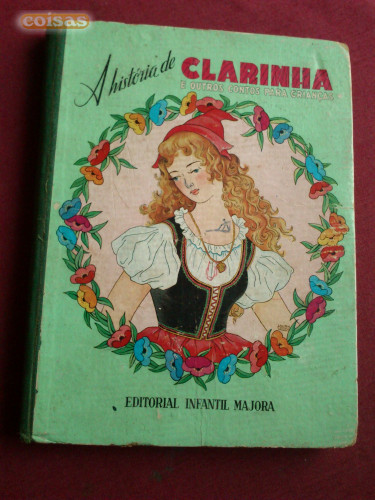 coisas
A história de CLARINHA
E OUTROS CONTOS PARA CRIANÇAS
EDITORIAL INFANTIL MAJORA